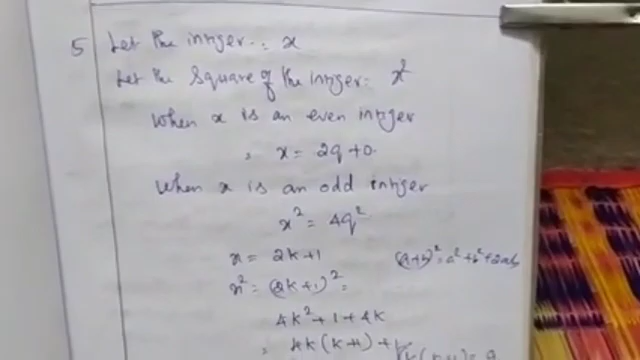 5 Let the integer : x
Let the Square of the integer : x²
When x is an even integer
, x = 2q + 0.
When x is an odd integer
x² = 4q²
x = 2k+1 (a+b)² = a²+b²+2ab
x² = (2k+1)² =
4k²+1+4k
, 4k(k+1)+